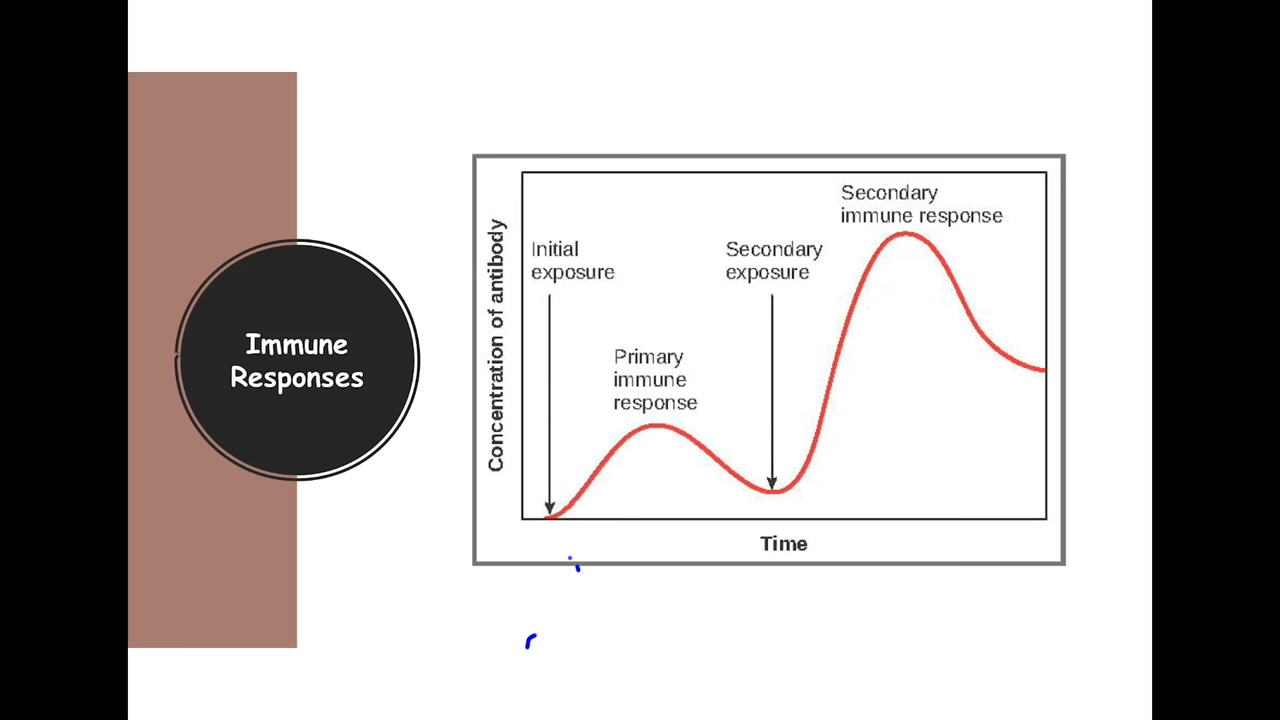 Immune
Responses
Concentration of antibody
Initial
exposure
Primary
immune
response
Secondary
exposure
Secondary
immune response
Time